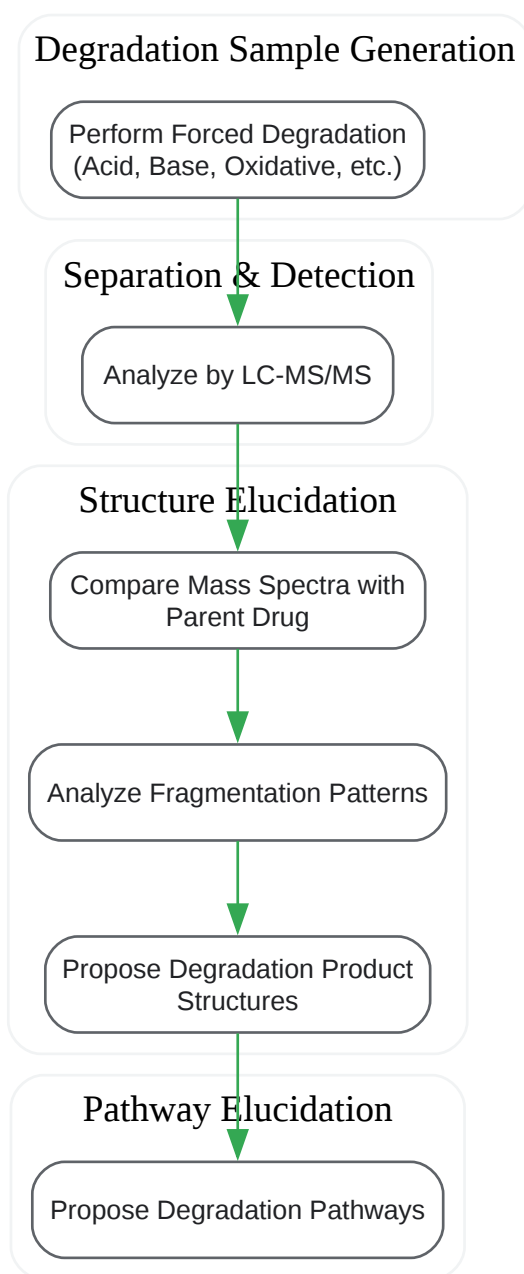 Degradation Sample Generation
Perform Forced Degradation
(Acid, Base, Oxidative, etc.)
Separation & Detection
Analyze by LC-MS/MS
Structure Elucidation
Compare Mass Spectra with
Parent Drug
Analyze Fragmentation Patterns
Propose Degradation Product
Structures
Pathway Elucidation
Propose Degradation Pathways